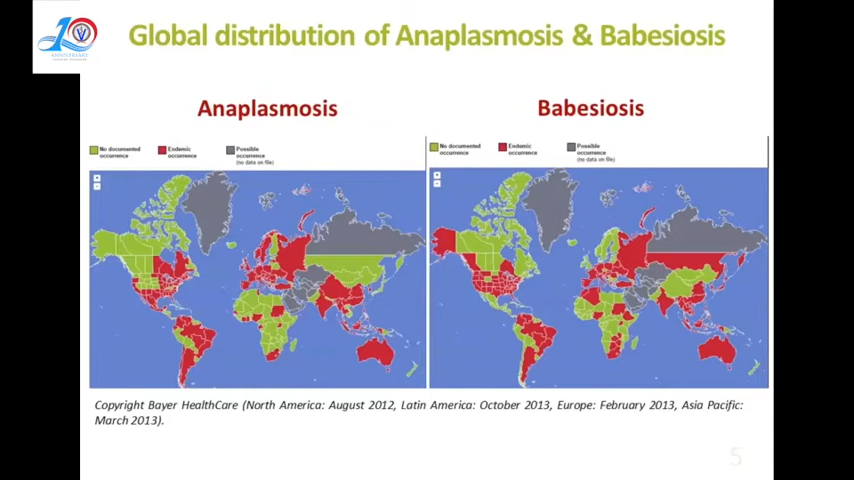 ANNIVERSARY
Global distribution of Anaplasmosis & Babesiosis
Anaplasmosis
Babesiosis
No documented
occurrence
Endemic
occurrence
Possible
occurrence
(no data on file)
No documented
occurrence
Endemic
occurrence
Possible
occurrence
(no data on file)
+
-
+
-
Copyright Bayer HealthCare (North America: August 2012, Latin America: October 2013, Europe: February 2013, Asia Pacific:
March 2013).
5